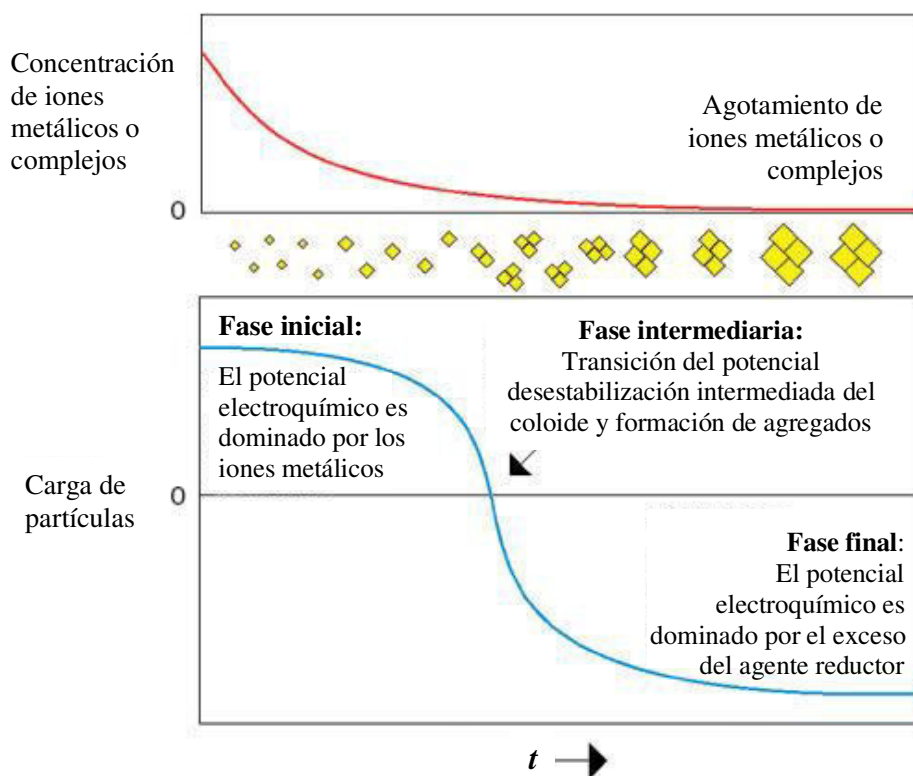 Concentración
de iones
metálicos o
complejos
Agotamiento de
iones metálicos o
complejos
0
Fase inicial:
El potencial
electroquímico es
dominado por los
iones metálicos
Fase intermediaria:
Transición del potencial
desestabilización intermediada del
coloide y formación de agregados
Carga de
partículas
0
Fase final:
El potencial
electroquímico es
dominado por el exceso
del agente reductor
t